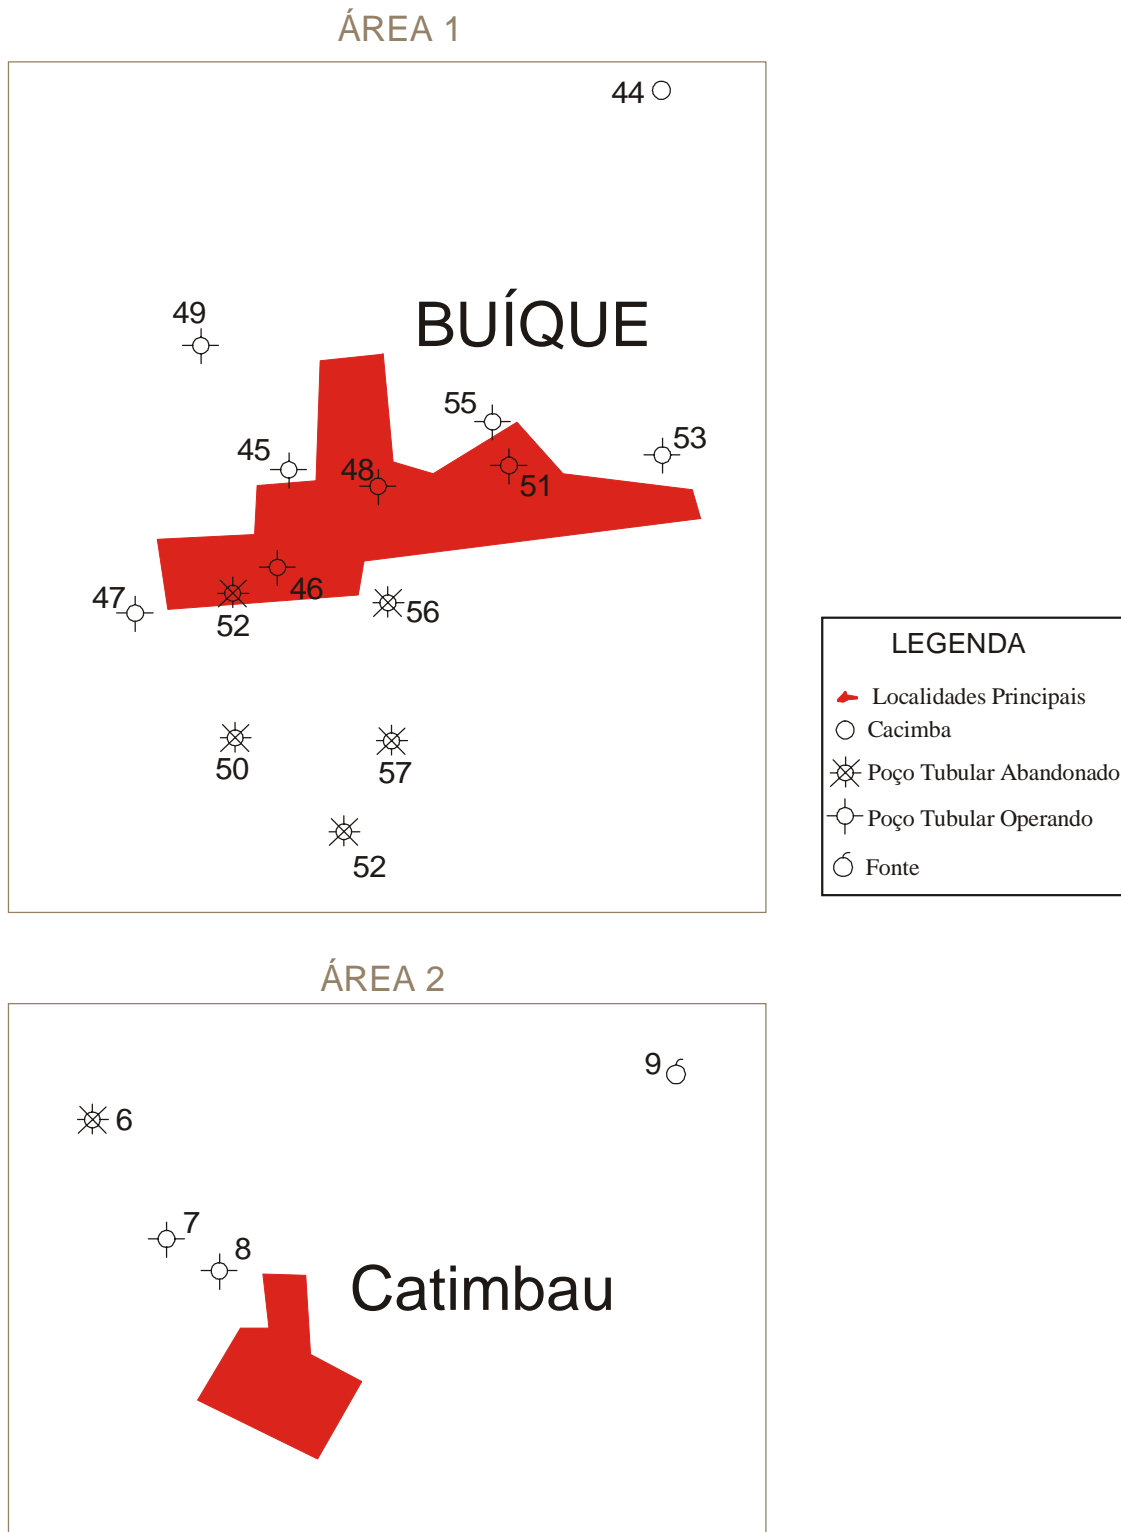 ÁREA 1
44
49
BUÍQUE
55
53
45
48
51
46
47
52
56
50
57
52
LEGENDA
Localidades Principais
Cacimba
Poço Tubular Abandonado
Poço Tubular Operando
Fonte
ÁREA 2
9
6
7
8
Catimbau